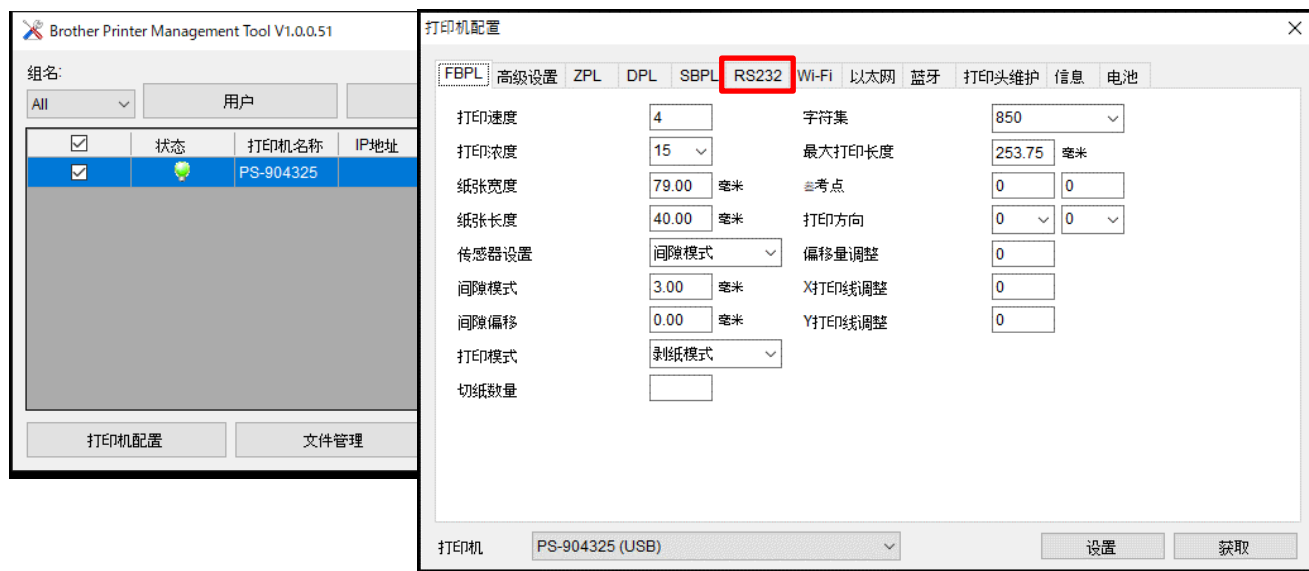 Brother Printer Management Tool V1.0.0.51
组名:
All
用户
状态 打印机名称 IP地址
PS-904325
打印机配置 文件管理
打印机配置
FBPL 高级设置 ZPL DPL SBPL RS232 Wi-Fi 以太网 蓝牙 打印头维护 信息 电池
打印速度 4 字符集 850
打印浓度 15 最大打印长度 253.75 毫米
纸张宽度 79.00 毫米 参考点 0 0
纸张长度 40.00 毫米 打印方向 0 0
传感器设置 间隙模式 偏移量调整 0
间隙模式 3.00 毫米 X打印线调整 0
间隙偏移 0.00 毫米 Y打印线调整 0
打印模式 剥纸模式
切纸数量
打印机 PS-904325 (USB) 设置 获取